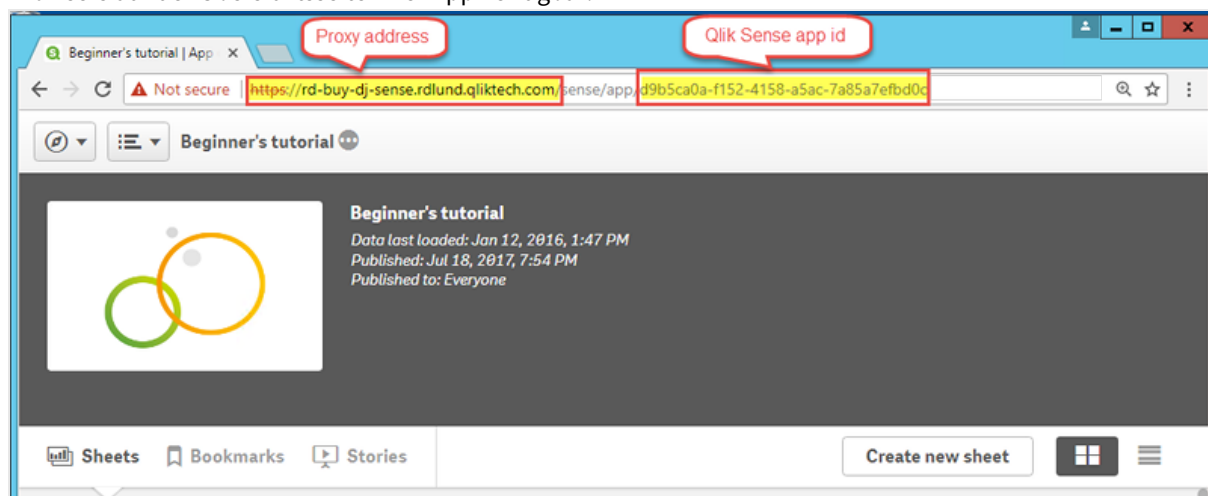 Proxy address
Qlik Sense app id
Beginner's tutorial | App
Not secure | https://rd-buy-dj-sense.rdlund.qliktech.com/sense/app/d9b5ca0a-f152-4158-a5ac-7a85a7efbd0c
Beginner's tutorial
Beginner's tutorial
Data last loaded: Jan 12, 2016, 1:47 PM
Published: Jul 18, 2017, 7:54 PM
Published to: Everyone
Sheets Bookmarks Stories Create new sheet